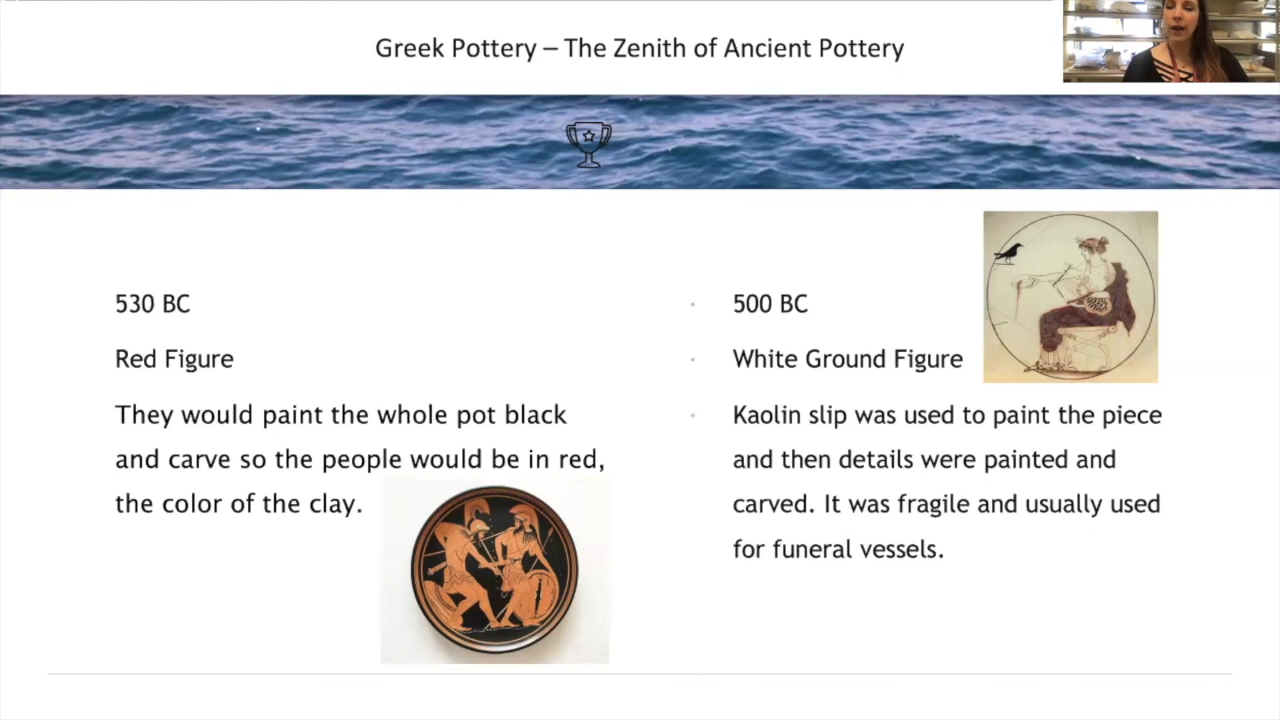 Greek Pottery – The Zenith of Ancient Pottery
530 BC
Red Figure
They would paint the whole pot black
and carve so the people would be in red,
the color of the clay.
500 BC
White Ground Figure
Kaolin slip was used to paint the piece
and then details were painted and
carved. It was fragile and usually used
for funeral vessels.